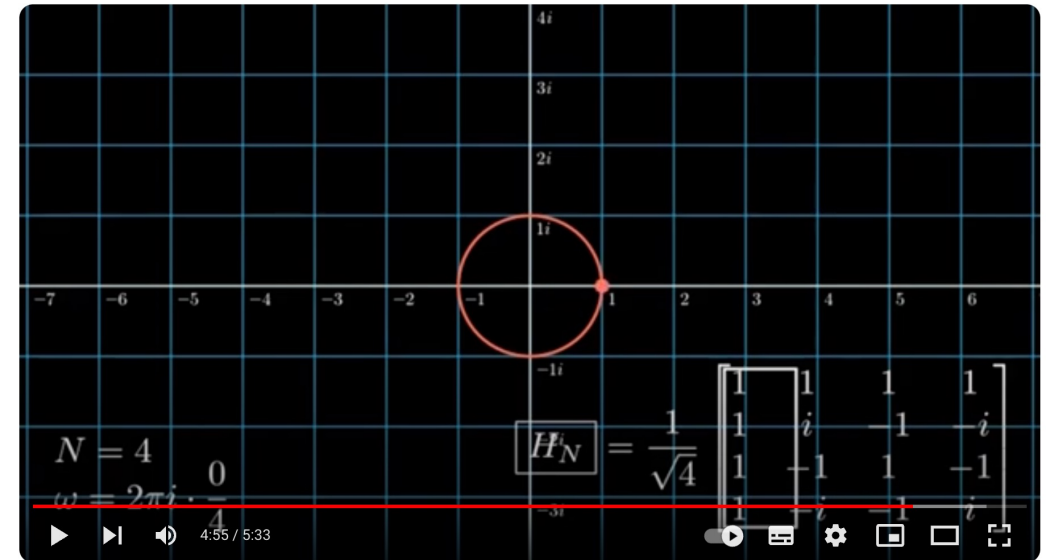 4i
3i
2i
1i
−7 −6 −5 −4 −3 −2 −1 1 2 3 4 5 6
−1i
N = 4
ω = 2πi · 0/4
H_N = 1/√4
1 1 1 1
1 i −1 −i
1 −1 1 −1
1 −i −1 i
−3i
4:55 / 5:33